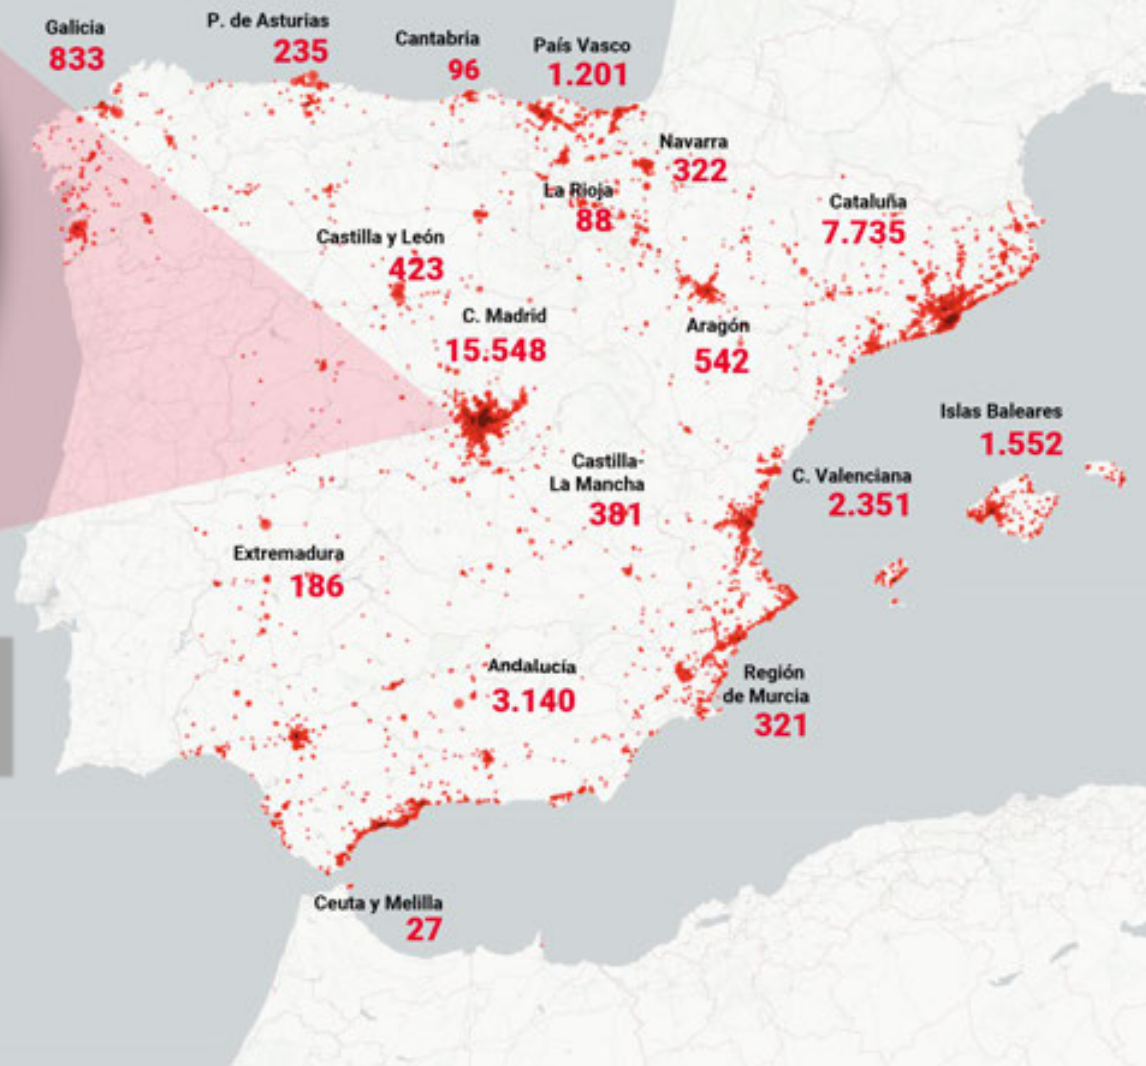 Galicia
833
P. de Asturias
235
Cantabria
96
País Vasco
1.201
Navarra
322
La Rioja
88
Cataluña
7.735
Castilla y León
423
C. Madrid
15.548
Aragón
542
Islas Baleares
1.552
Castilla-
La Mancha
381
C. Valenciana
2.351
Extremadura
186
Andalucía
3.140
Región
de Murcia
321
Ceuta y Melilla
27